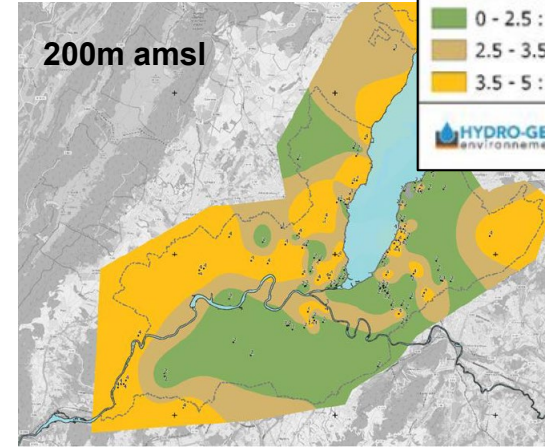 200m amsl
0 - 2.5 :
2.5 - 3.5
3.5 - 5 :
HYDRO-GE
environneme